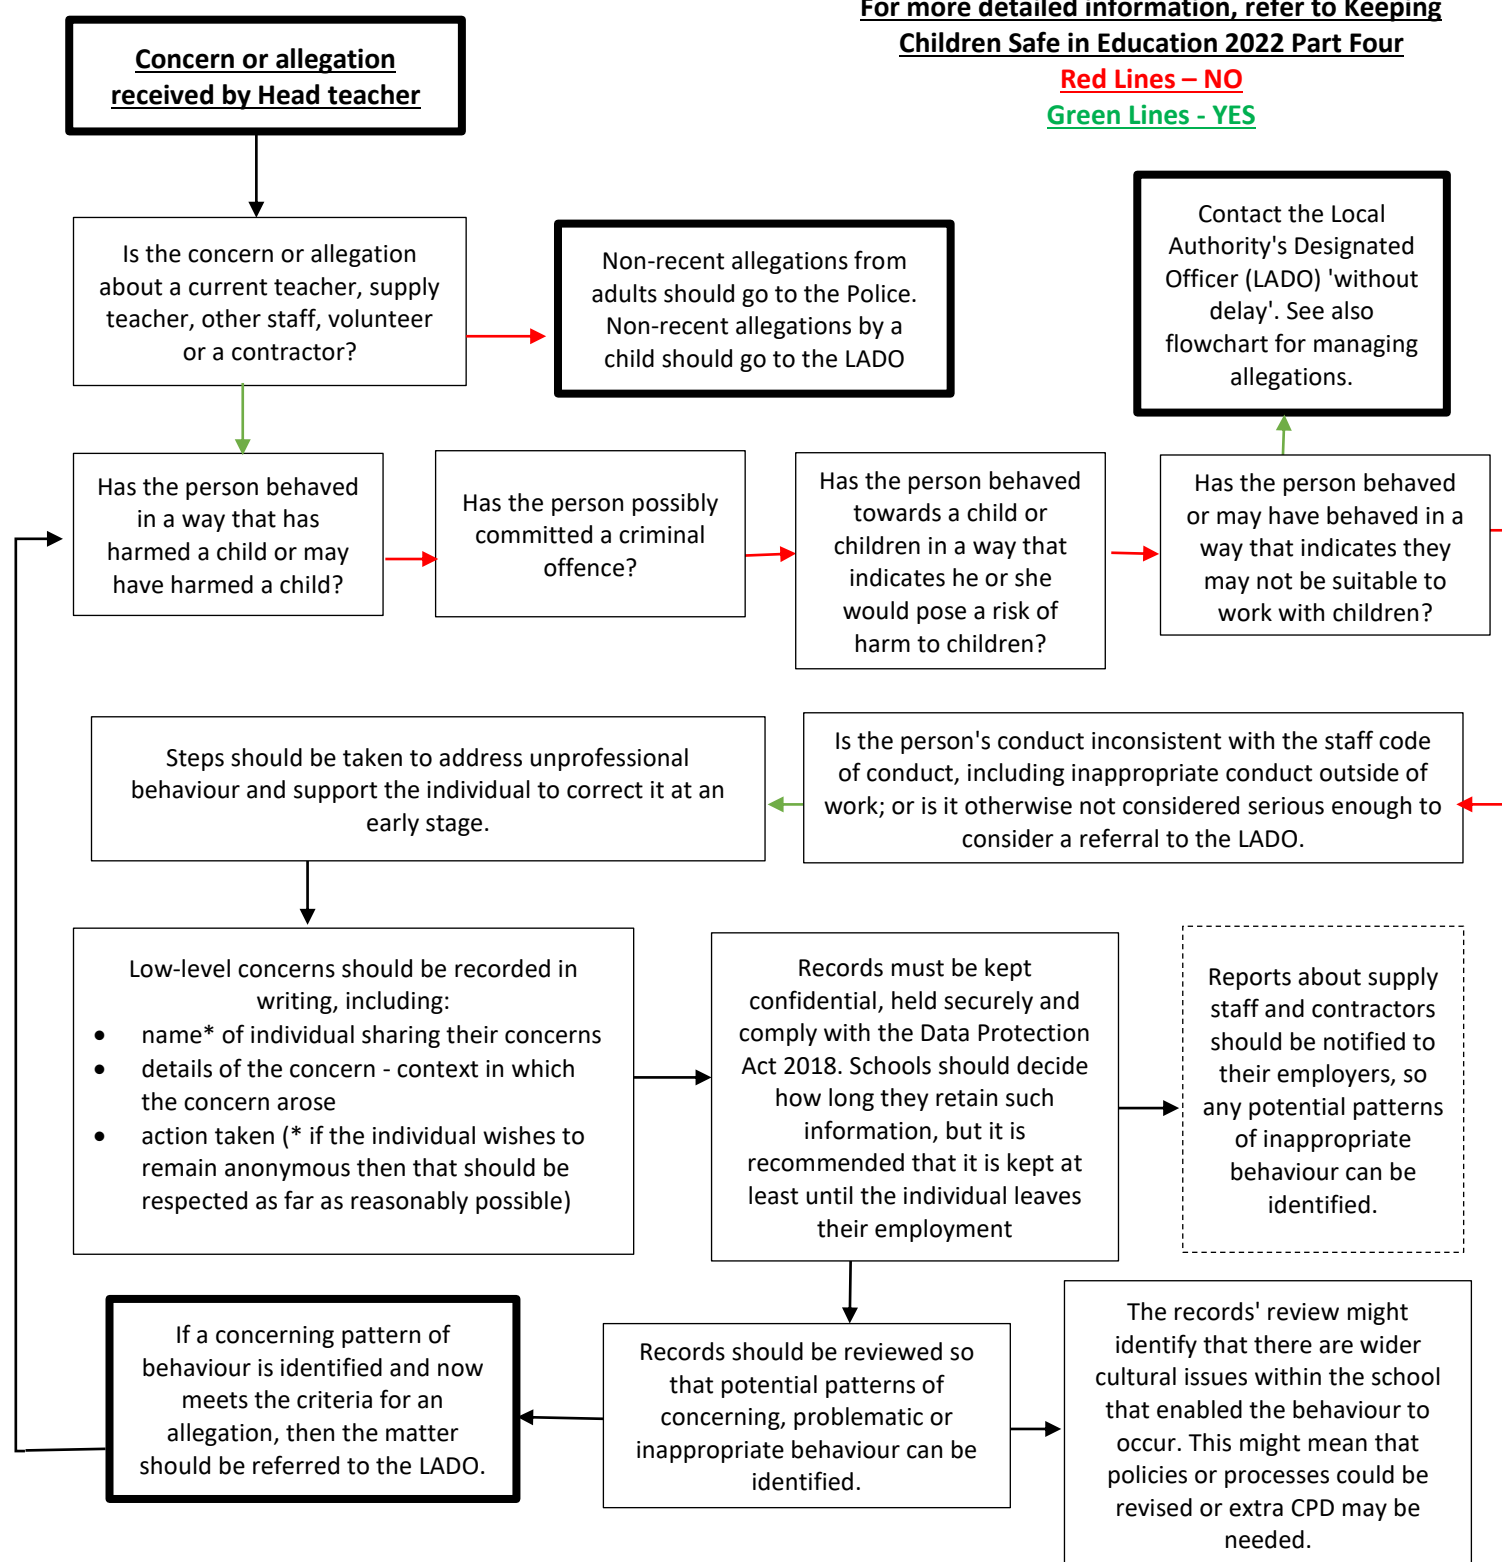 For more detailed information, refer to Keeping
Children Safe in Education 2022 Part Four
Red Lines – NO
Green Lines - YES
Concern or allegation
received by Head teacher
Is the concern or allegation
about a current teacher, supply
teacher, other staff, volunteer
or a contractor?
Non-recent allegations from
adults should go to the Police.
Non-recent allegations by a
child should go to the LADO
Contact the Local
Authority's Designated
Officer (LADO) 'without
delay'. See also
flowchart for managing
allegations.
Has the person behaved
in a way that has
harmed a child or may
have harmed a child?
Has the person possibly
committed a criminal
offence?
Has the person behaved
towards a child or
children in a way that
indicates he or she
would pose a risk of
harm to children?
Has the person behaved
or may have behaved in a
way that indicates they
may not be suitable to
work with children?
Steps should be taken to address unprofessional
behaviour and support the individual to correct it at an
early stage.
Is the person's conduct inconsistent with the staff code
of conduct, including inappropriate conduct outside of
work; or is it otherwise not considered serious enough to
consider a referral to the LADO.
Low-level concerns should be recorded in
writing, including:
• name* of individual sharing their concerns
• details of the concern - context in which
the concern arose
• action taken (* if the individual wishes to
remain anonymous then that should be
respected as far as reasonably possible)
Records must be kept
confidential, held securely and
comply with the Data Protection
Act 2018. Schools should decide
how long they retain such
information, but it is
recommended that it is kept at
least until the individual leaves
their employment
Reports about supply
staff and contractors
should be notified to
their employers, so
any potential patterns
of inappropriate
behaviour can be
identified.
If a concerning pattern of
behaviour is identified and now
meets the criteria for an
allegation, then the matter
should be referred to the LADO.
Records should be reviewed so
that potential patterns of
concerning, problematic or
inappropriate behaviour can be
identified.
The records' review might
identify that there are wider
cultural issues within the school
that enabled the behaviour to
occur. This might mean that
policies or processes could be
revised or extra CPD may be
needed.